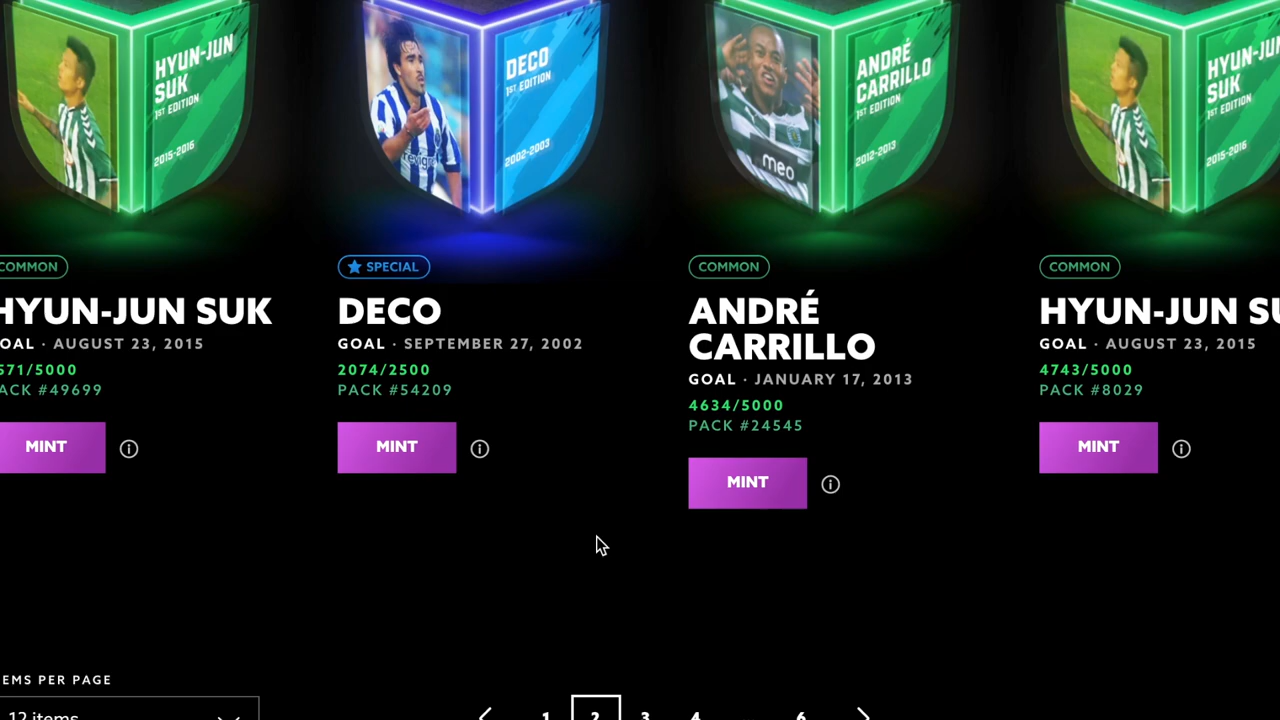 HYUN-JUN
SUK
1ST EDITION
2015-2016
DECO
1ST EDITION
2002-2003
revigrés
ANDRÉ
CARRILLO
1ST EDITION
2012-2013
meo
HYUN-JUN
SUK
1ST EDITION
2015-2016
COMMON
HYUN-JUN SUK
OAL · AUGUST 23, 2015
571/5000
ACK #49699
MINT
SPECIAL
DECO
GOAL · SEPTEMBER 27, 2002
2074/2500
PACK #54209
MINT
COMMON
ANDRÉ
CARRILLO
GOAL · JANUARY 17, 2013
4634/5000
PACK #24545
MINT
COMMON
HYUN-JUN SU
GOAL · AUGUST 23, 2015
4743/5000
PACK #8029
MINT
EMS PER PAGE
12 items
1 2 3 4 6